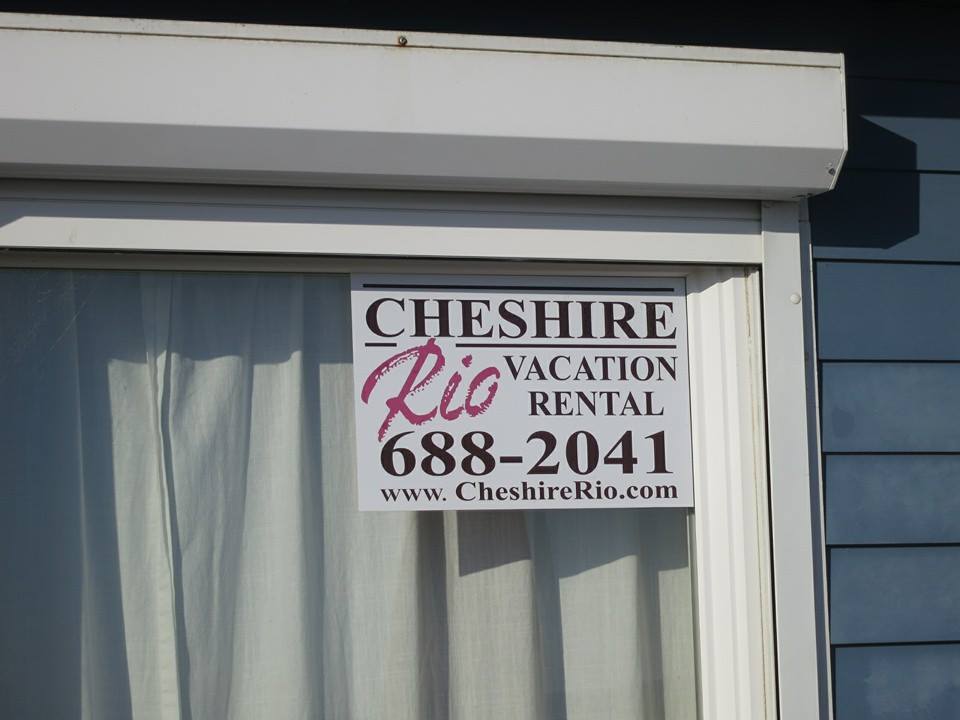 CHESHIRE
Rio VACATION
RENTAL
688-2041
www. CheshireRio.com